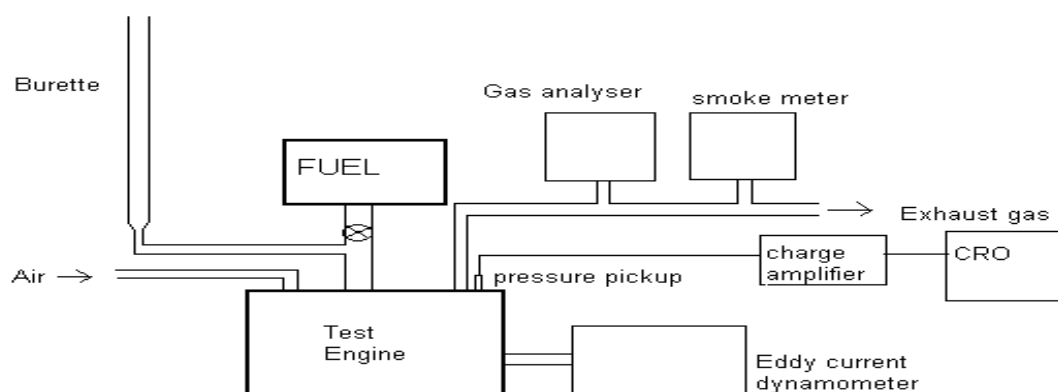 Burette
Gas analyser
smoke meter
FUEL
Exhaust gas
Air
pressure pickup
charge
amplifier
CRO
Test
Engine
Eddy current
dynamometer